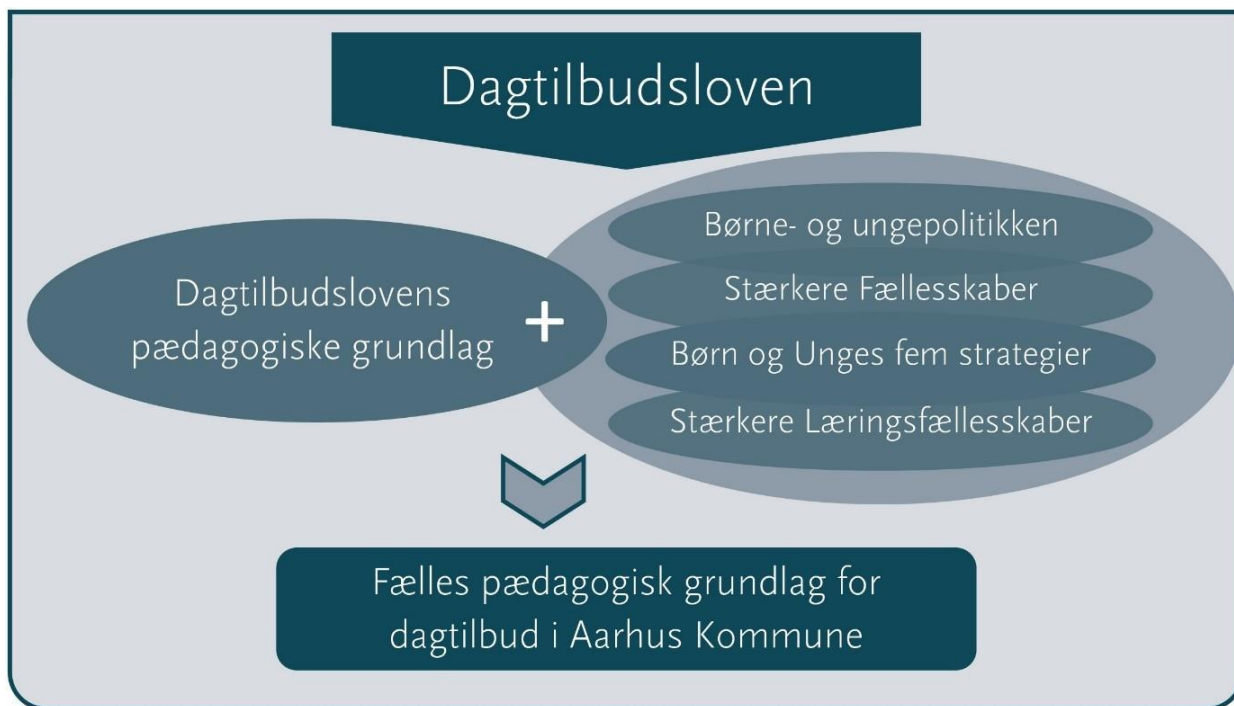 Dagtilbudsloven
Dagtilbudslovens
pædagogiske grundlag
+
Børne- og ungepolitikken
Stærkere Fællesskaber
Børn og Unges fem strategier
Stærkere Læringsfællesskaber
Fælles pædagogisk grundlag for
dagtilbud i Aarhus Kommune